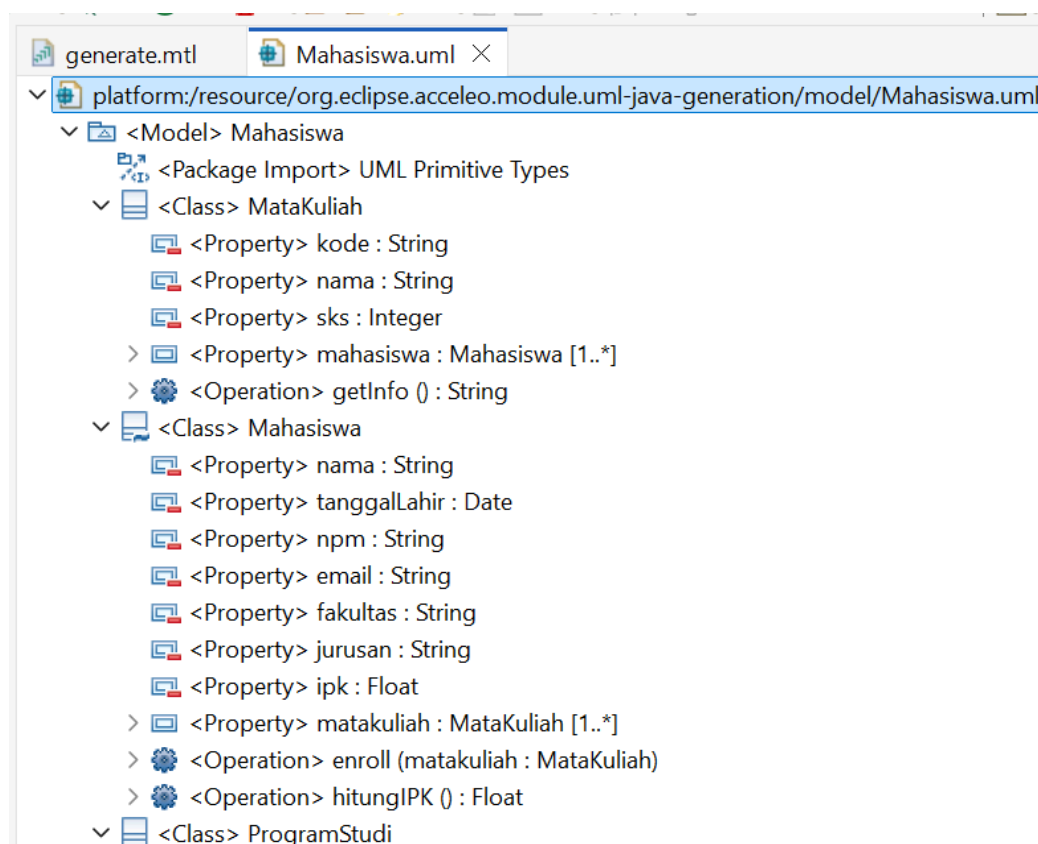 generate.mtl
Mahasiswa.uml
platform:/resource/org.eclipse.acceleo.module.uml-java-generation/model/Mahasiswa.uml
<Model> Mahasiswa
<Package Import> UML Primitive Types
<Class> MataKuliah
<Property> kode : String
<Property> nama : String
<Property> sks : Integer
<Property> mahasiswa : Mahasiswa [1..*]
<Operation> getInfo () : String
<Class> Mahasiswa
<Property> nama : String
<Property> tanggalLahir : Date
<Property> npm : String
<Property> email : String
<Property> fakultas : String
<Property> jurusan : String
<Property> ipk : Float
<Property> matakuliah : MataKuliah [1..*]
<Operation> enroll (matakuliah : MataKuliah)
<Operation> hitungIPK () : Float
<Class> ProgramStudi